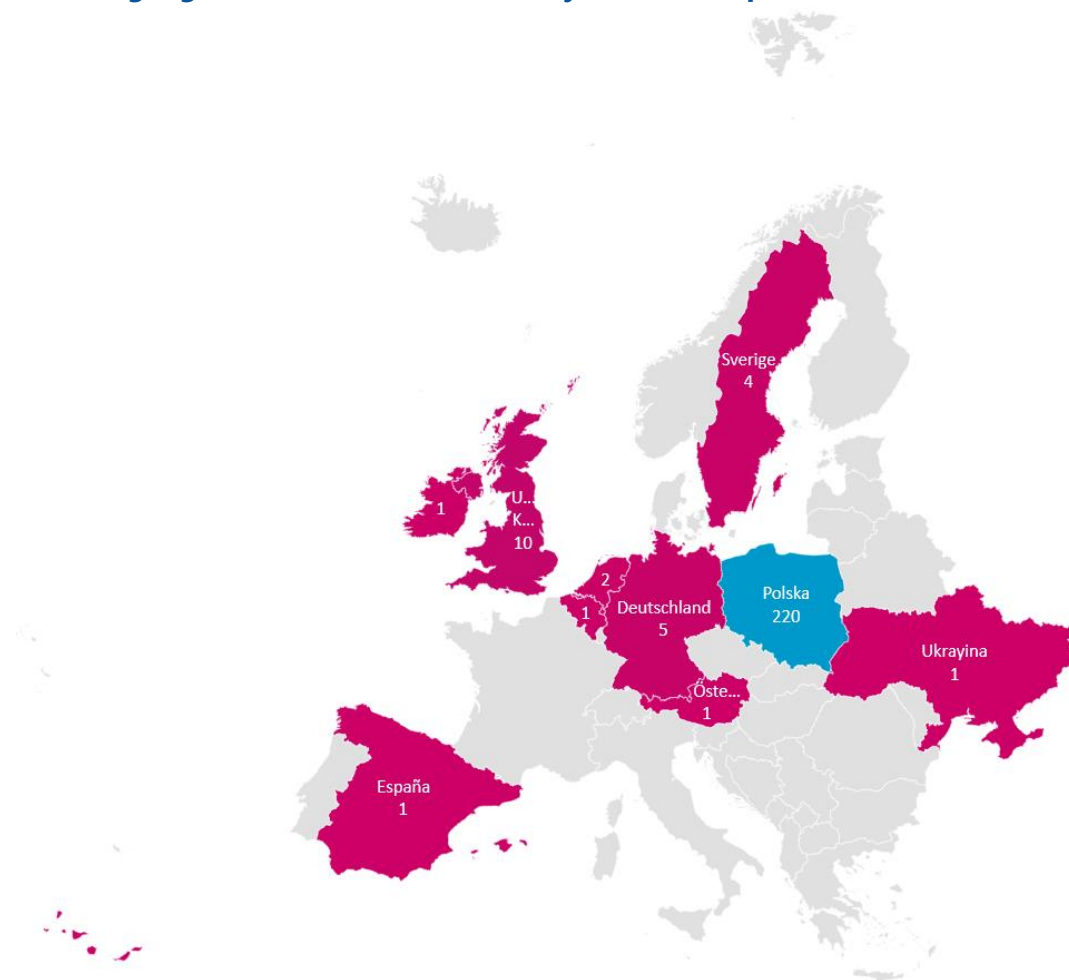 Sverige
4
1
U...
K...
10
2
1
Deutschland
5
Polska
220
Ukrayina
1
Öste...
1
España
1